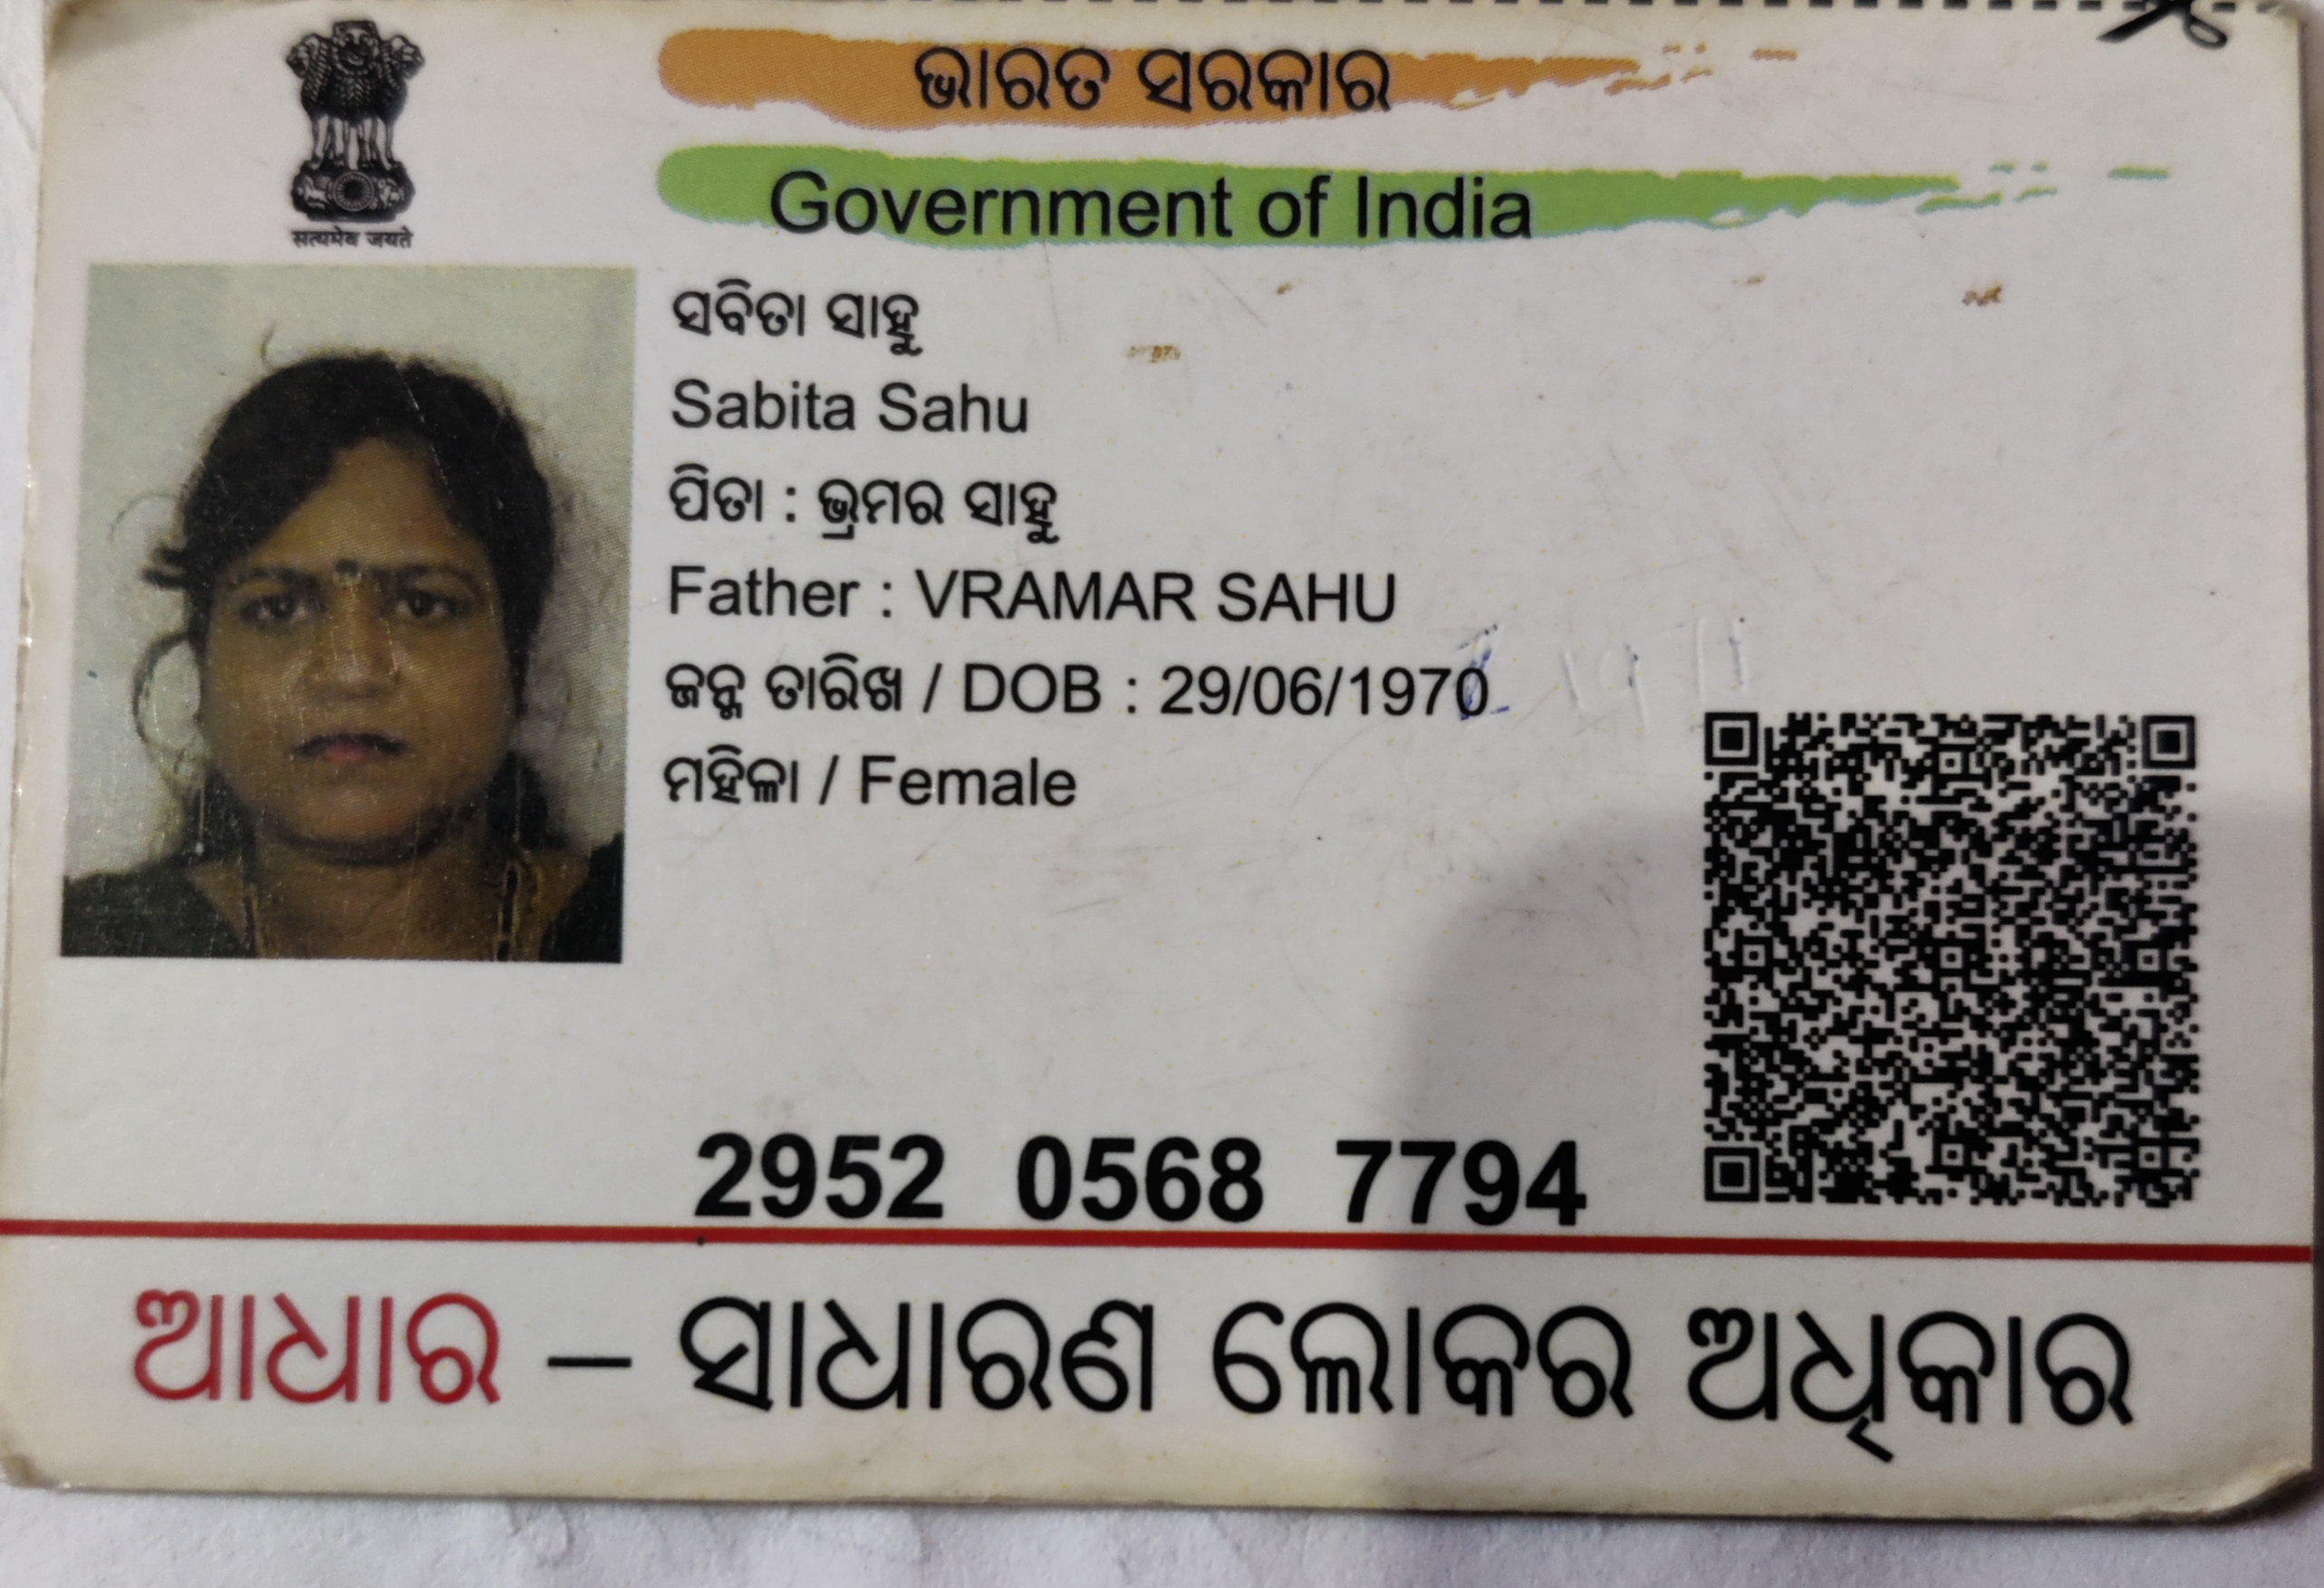 ଭାରତ ସରକାର
Government of India
सत्यमेव जयते
ସବିତା ସାହୁ
Sabita Sahu
ପିତା : ଭ୍ରମର ସାହୁ
Father : VRAMAR SAHU
ଜନ୍ମ ତାରିଖ / DOB : 29/06/1970
ମହିଳା / Female
2952 0568 7794
ଆଧାର – ସାଧାରଣ ଲୋକର ଅଧିକାର